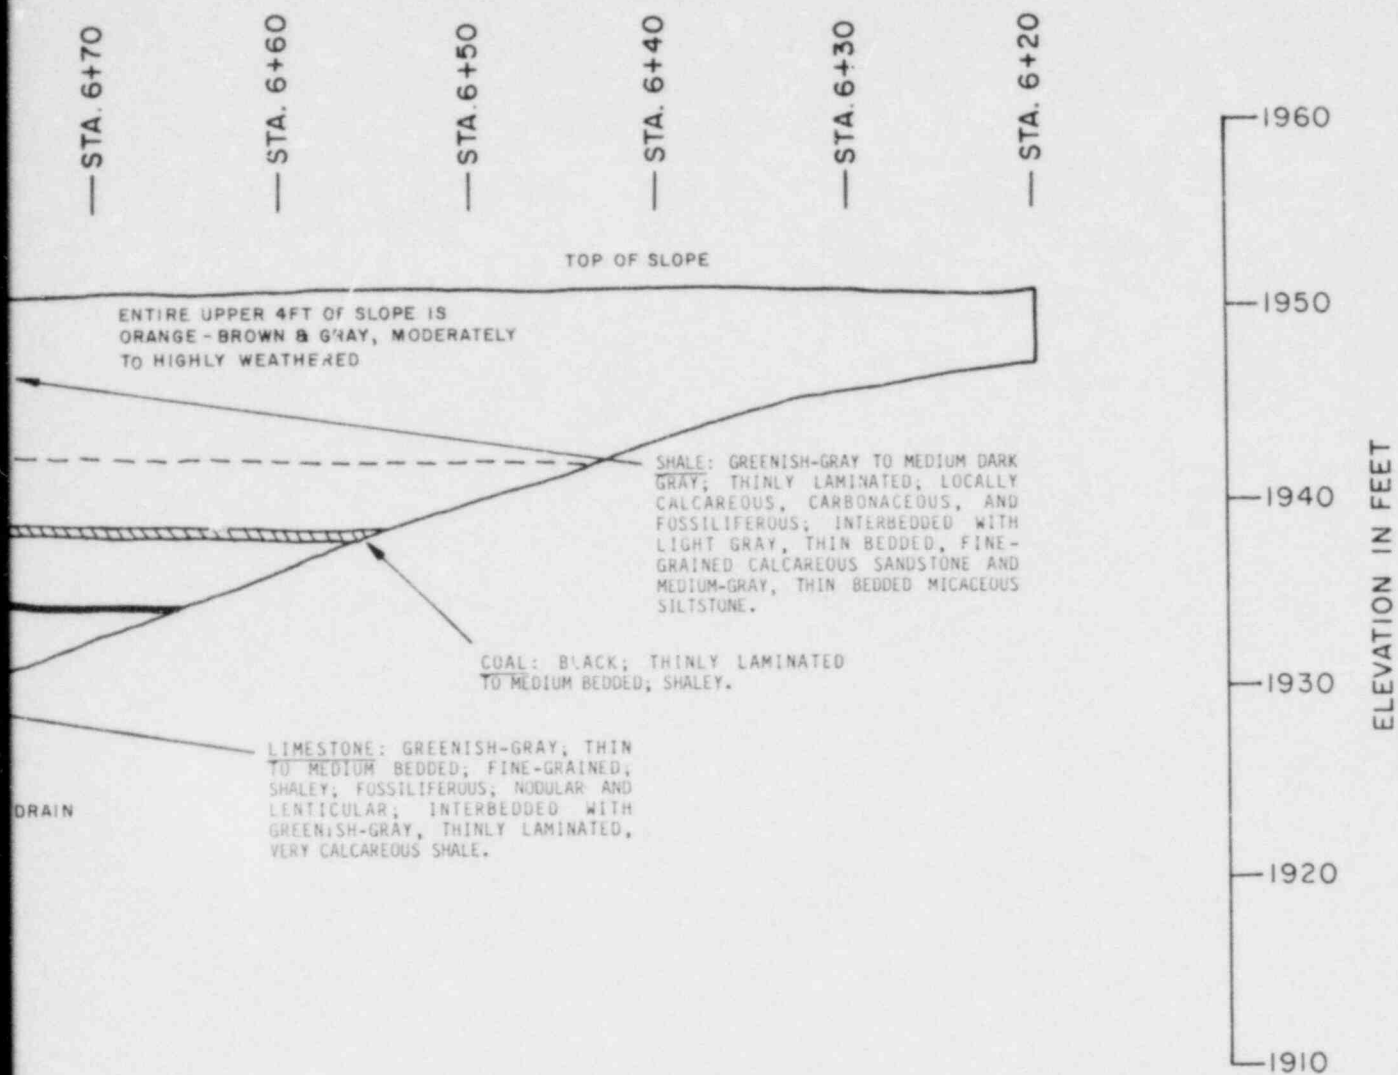 STA. 6+70
STA. 6+60
STA. 6+50
STA. 6+40
STA. 6+30
STA. 6+20
TOP OF SLOPE
ENTIRE UPPER 4FT OF SLOPE IS
ORANGE-BROWN & GRAY, MODERATELY
TO HIGHLY WEATHERED
SHALE: GREENISH-GRAY TO MEDIUM DARK
GRAY; THINLY LAMINATED; LOCALLY
CALCAREOUS, CARBONACEOUS, AND
FOSSILIFEROUS; INTERBEDDED WITH
LIGHT GRAY, THIN BEDDED, FINE-
GRAINED CALCAREOUS SANDSTONE AND
MEDIUM-GRAY, THIN BEDDED MICACEOUS
SILTSTONE.
COAL: BLACK; THINLY LAMINATED
TO MEDIUM BEDDED; SHALEY.
LIMESTONE: GREENISH-GRAY; THIN
TO MEDIUM BEDDED; FINE-GRAINED;
SHALEY; FOSSILIFEROUS; NODULAR AND
LENTICULAR; INTERBEDDED WITH
GREENISH-GRAY, THINLY LAMINATED,
VERY CALCAREOUS SHALE.
DRAIN
1960
1950
1940
1930
1920
1910
ELEVATION IN FEET